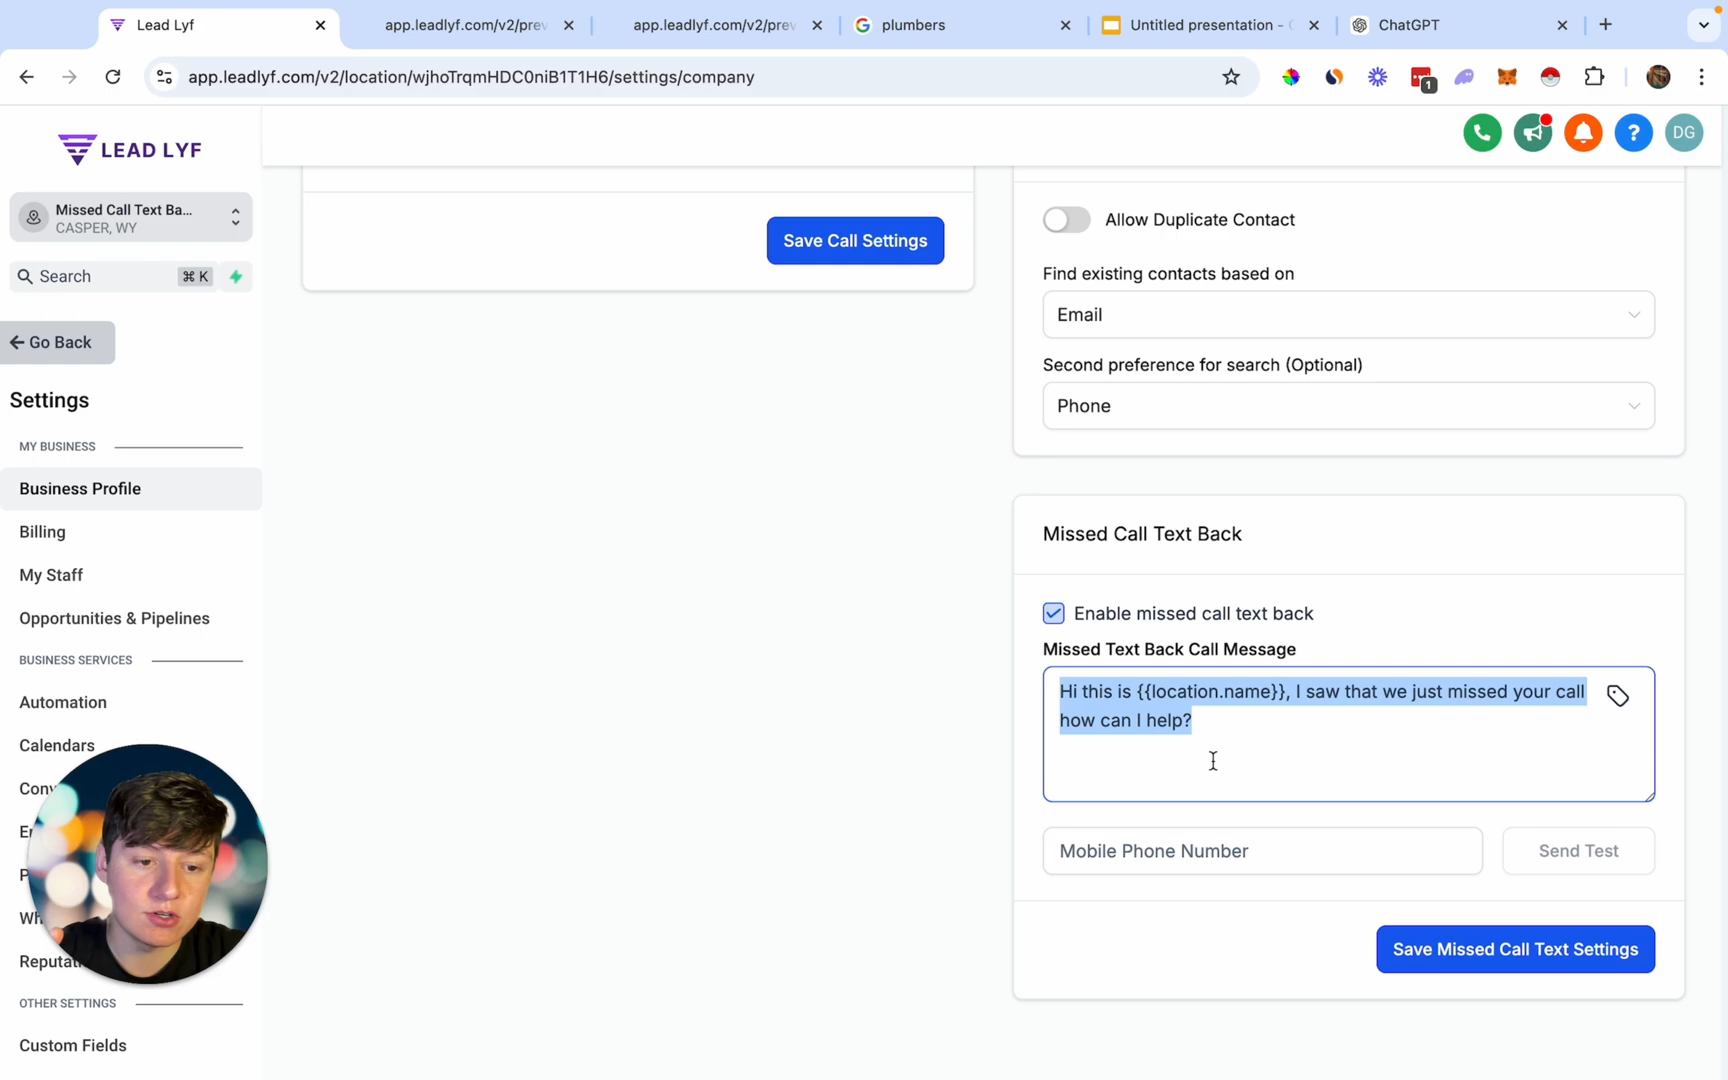 Lead Lyf
app.leadlyf.com/v2/prev
app.leadlyf.com/v2/prev
plumbers
Untitled presentation -
ChatGPT
app.leadlyf.com/v2/location/wjhoTrqmHDC0niB1T1H6/settings/company
1
LEAD LYF
DG
Missed Call Text Ba...
CASPER, WY
Search
⌘ K
Go Back
Settings
MY BUSINESS
Business Profile
Billing
My Staff
Opportunities & Pipelines
BUSINESS SERVICES
Automation
Calendars
Conv
Reputa
OTHER SETTINGS
Custom Fields
Save Call Settings
Allow Duplicate Contact
Find existing contacts based on
Email
Second preference for search (Optional)
Phone
Missed Call Text Back
Enable missed call text back
Missed Text Back Call Message
Hi this is {{location.name}}, I saw that we just missed your call
how can I help?
Mobile Phone Number
Send Test
Save Missed Call Text Settings